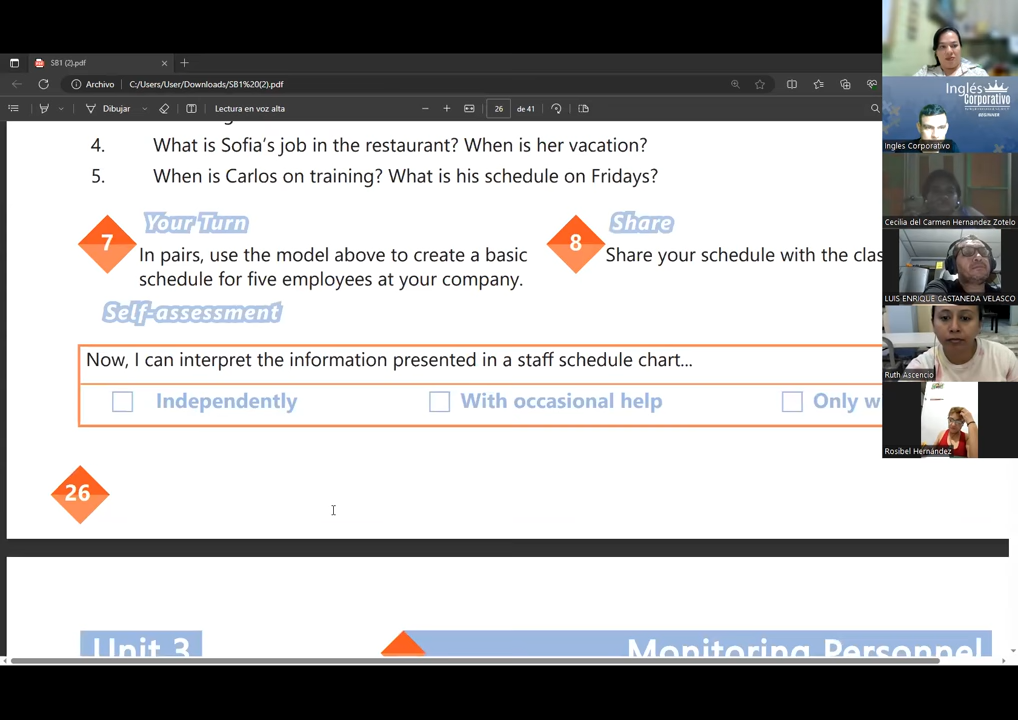 SB1 (2).pdf
Archivo
C:/Users/User/Downloads/SB1%20(2).pdf
Dibujar
Lectura en voz alta
26
de 41
4. What is Sofia's job in the restaurant? When is her vacation?
5. When is Carlos on training? What is his schedule on Fridays?
7
Your Turn
In pairs, use the model above to create a basic
schedule for five employees at your company.
8
Share
Share your schedule with the clas
Self-assessment
Now, I can interpret the information presented in a staff schedule chart...
Independently
With occasional help
Only w
26
Unit 3
Monitoring Personnel
Inglés
Corporativo
BEGINNER
Ingles Corporativo
Cecilia del Carmen Hernandez Zotelo
LUIS ENRIQUE CASTANEDA VELASCO
Ruth Ascencio
Rosibel Hernández